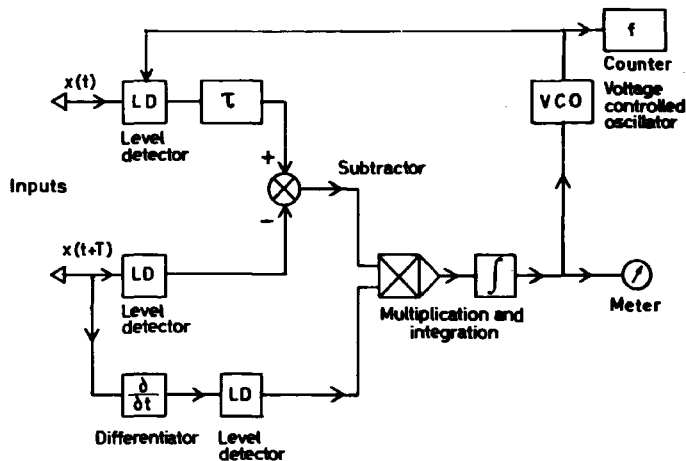 f
Counter
x(t)
LD
τ
VCO
Voltage
controlled
oscillator
Level
detector
+
Subtractor
Inputs
−
x(t+T)
LD
∫
Level
detector
Multiplication and
integration
Meter
∂
∂t
LD
Differentiator
Level
detector